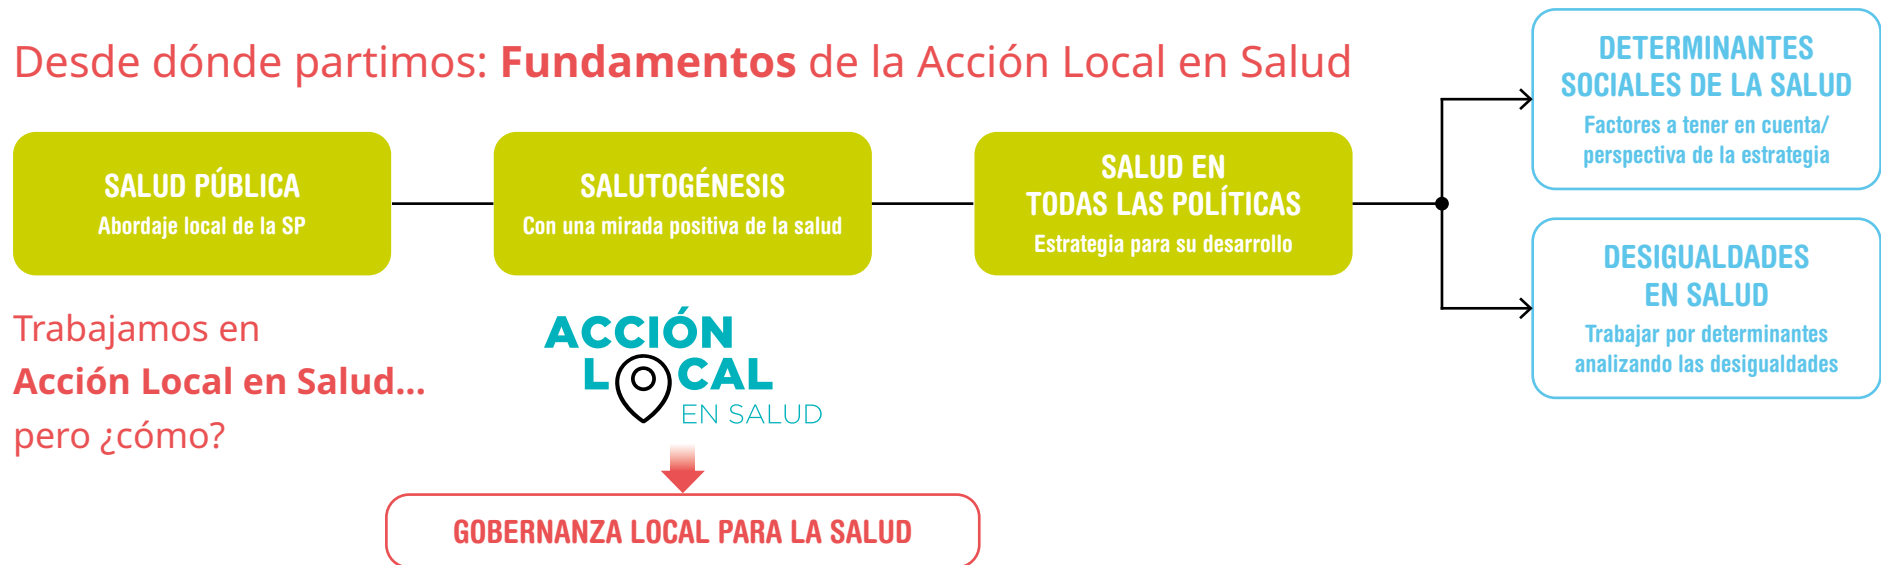 Desde dónde partimos: Fundamentos de la Acción Local en Salud
SALUD PÚBLICA
Abordaje local de la SP
SALUTOGÉNESIS
Con una mirada positiva de la salud
SALUD EN
TODAS LAS POLÍTICAS
Estrategia para su desarrollo
DETERMINANTES
SOCIALES DE LA SALUD
Factores a tener en cuenta/
perspectiva de la estrategia
DESIGUALDADES
EN SALUD
Trabajar por determinantes
analizando las desigualdades
Trabajamos en
Acción Local en Salud...
pero ¿cómo?
ACCIÓN
LOCAL
EN SALUD
GOBERNANZA LOCAL PARA LA SALUD